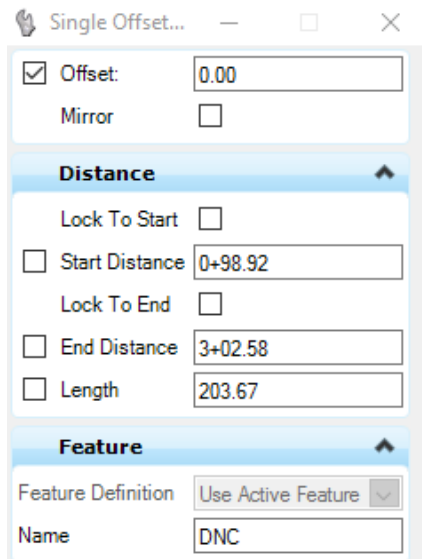 Single Offset...
Offset: 0.00
Mirror
Distance
Lock To Start
Start Distance 0+98.92
Lock To End
End Distance 3+02.58
Length 203.67
Feature
Feature Definition Use Active Feature
Name DNC